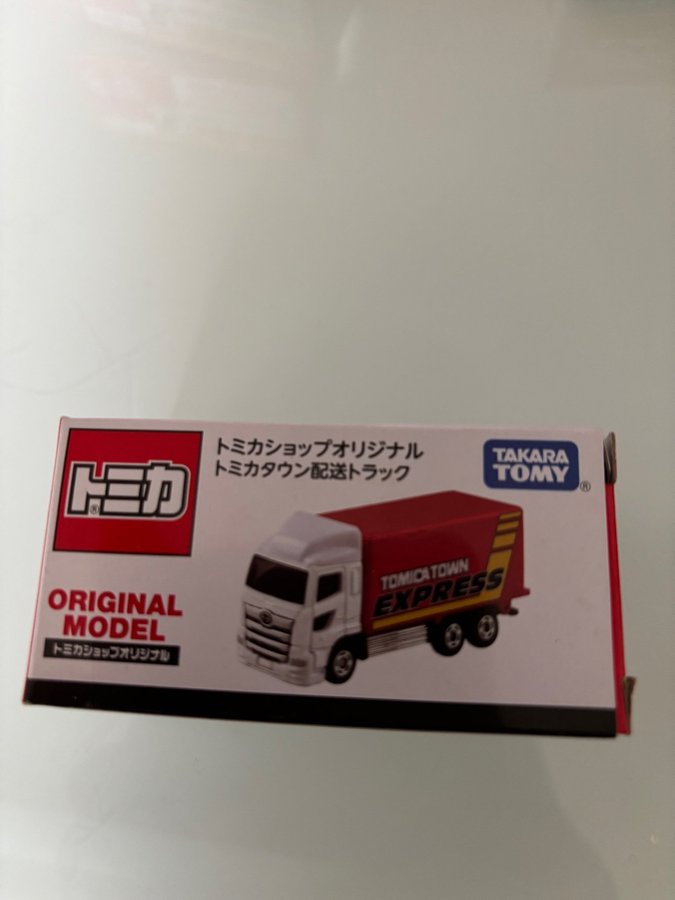 トミカ
®
トミカショップオリジナル
トミカタウン配送トラック
TAKARA
TOMY
®
ORIGINAL
MODEL
トミカショップオリジナル
TOMICA TOWN
EXPRESS